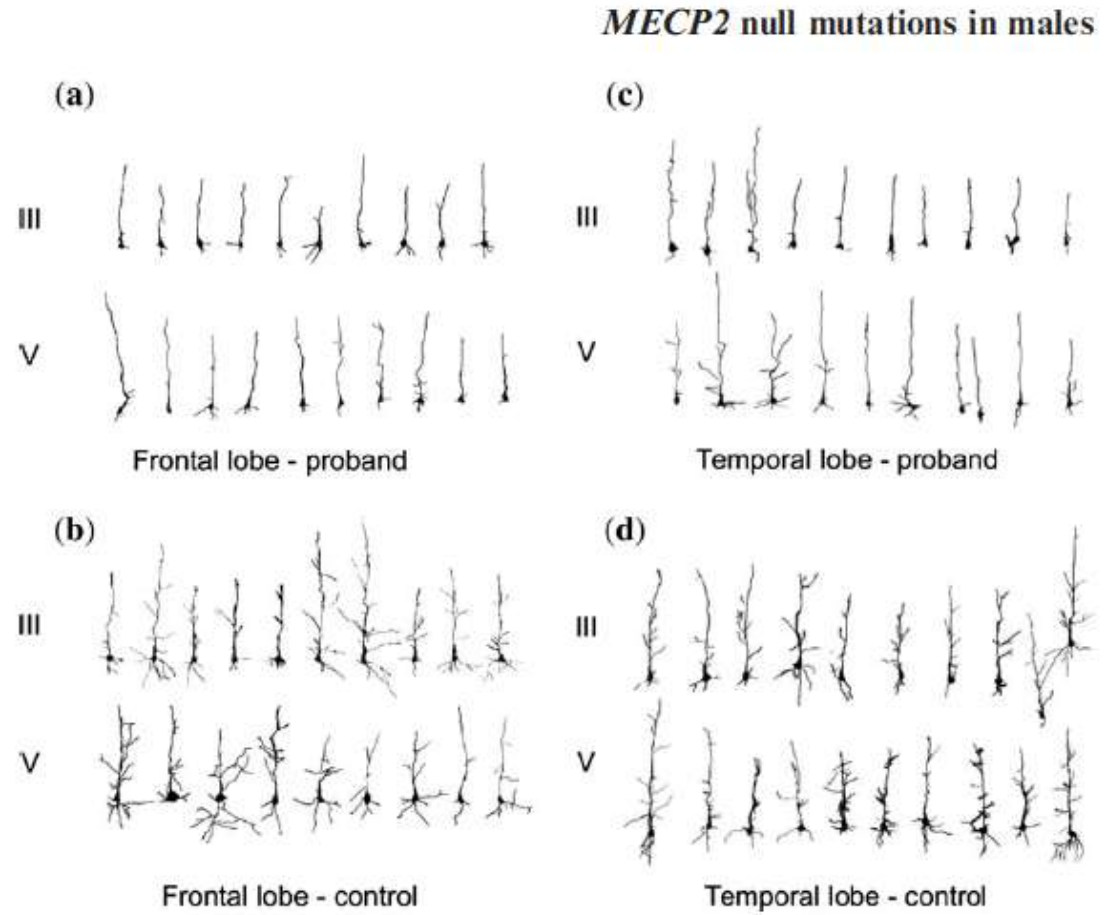 MECP2 null mutations in males
(a)
III
V
Frontal lobe - proband
(c)
III
V
Temporal lobe - proband
(b)
III
V
Frontal lobe - control
(d)
III
V
Temporal lobe - control